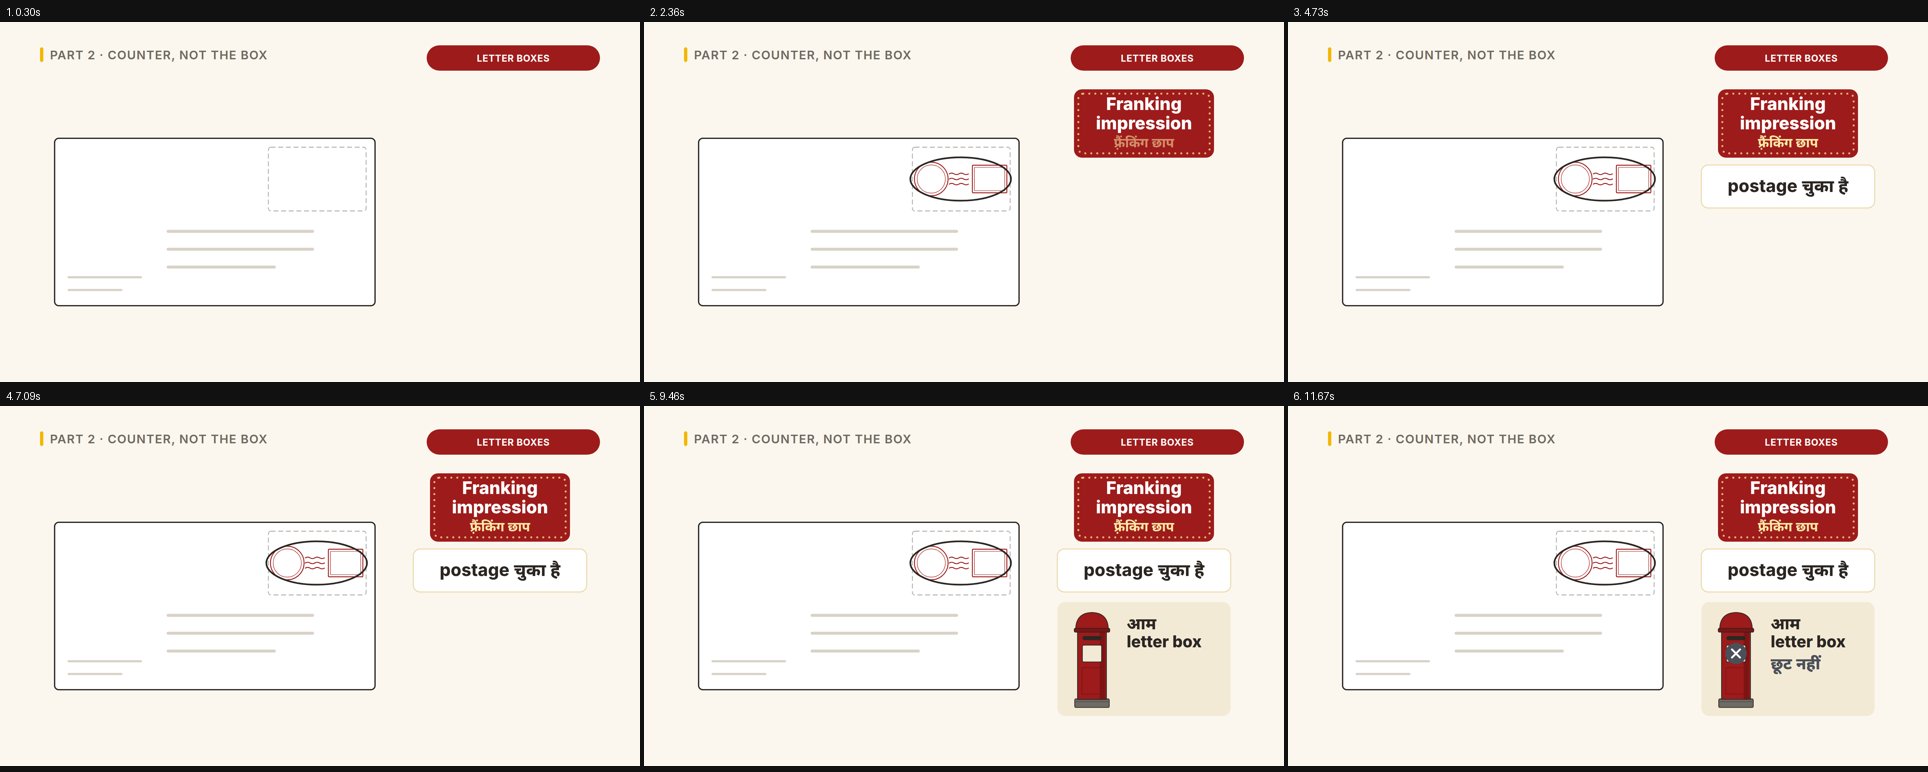 1. 0.30s
PART 2 · COUNTER, NOT THE BOX
LETTER BOXES
2. 2.36s
PART 2 · COUNTER, NOT THE BOX
LETTER BOXES
Franking
impression
फ़्रैंकिंग छाप
3. 4.73s
PART 2 · COUNTER, NOT THE BOX
LETTER BOXES
Franking
impression
फ़्रैंकिंग छाप
postage चुका है
4. 7.09s
PART 2 · COUNTER, NOT THE BOX
LETTER BOXES
Franking
impression
फ़्रैंकिंग छाप
postage चुका है
5. 9.46s
PART 2 · COUNTER, NOT THE BOX
LETTER BOXES
Franking
impression
फ़्रैंकिंग छाप
postage चुका है
आम
letter box
6. 11.67s
PART 2 · COUNTER, NOT THE BOX
LETTER BOXES
Franking
impression
फ़्रैंकिंग छाप
postage चुका है
आम
letter box
छूट नहीं